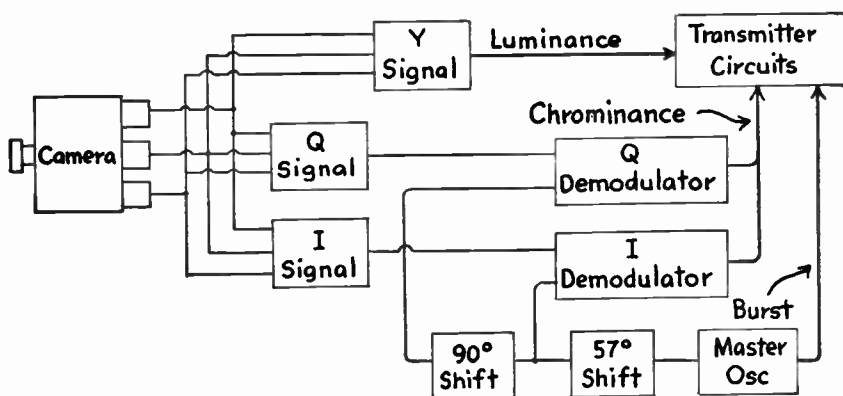 Y
Signal
Luminance
Transmitter
Circuits
Chrominance
Camera
Q
Signal
Q
Demodulator
I
Signal
I
Demodulator
Burst
90°
Shift
57°
Shift
Master
Osc